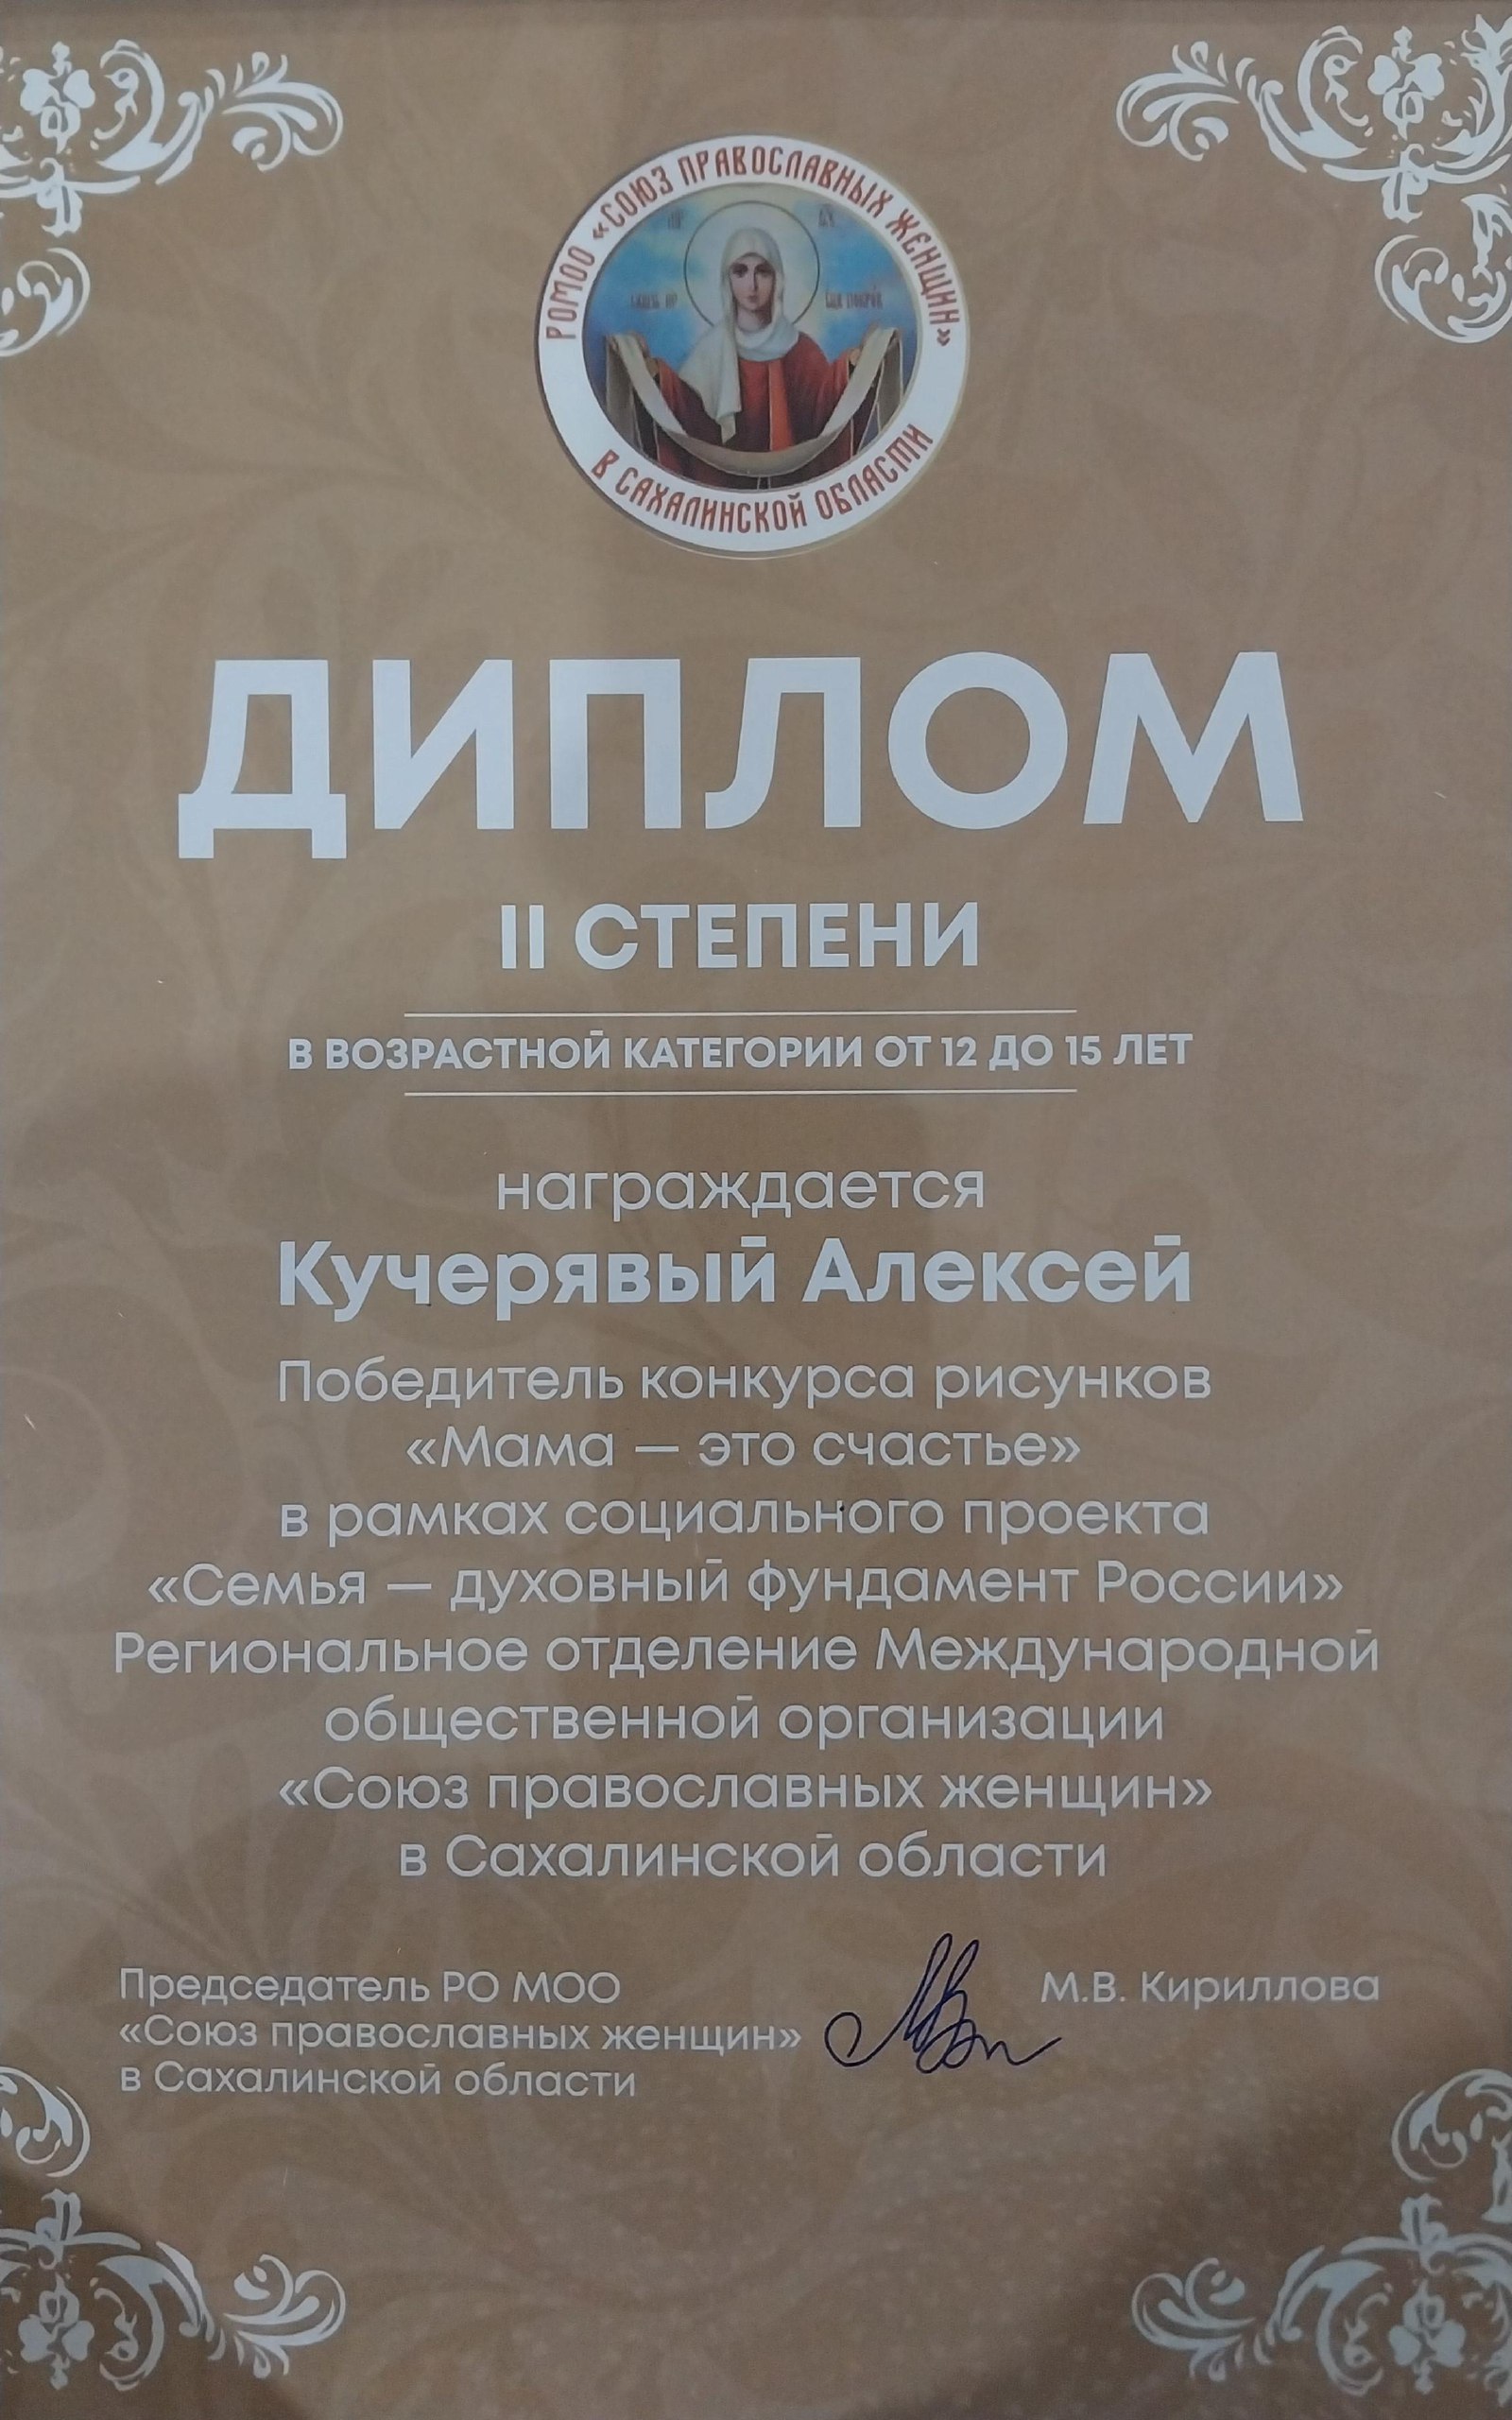 РОМОО «СОЮЗ ПРАВОСЛАВНЫХ ЖЕНЩИН»
В САХАЛИНСКОЙ ОБЛАСТИ
ДИПЛОМ
II СТЕПЕНИ
В ВОЗРАСТНОЙ КАТЕГОРИИ ОТ 12 ДО 15 ЛЕТ
награждается
Кучерявый Алексей
Победитель конкурса рисунков
«Мама — это счастье»
в рамках социального проекта
«Семья — духовный фундамент России»
Региональное отделение Международной
общественной организации
«Союз православных женщин»
в Сахалинской области
Председатель РО МОО
«Союз православных женщин»
в Сахалинской области
М.В. Кириллова